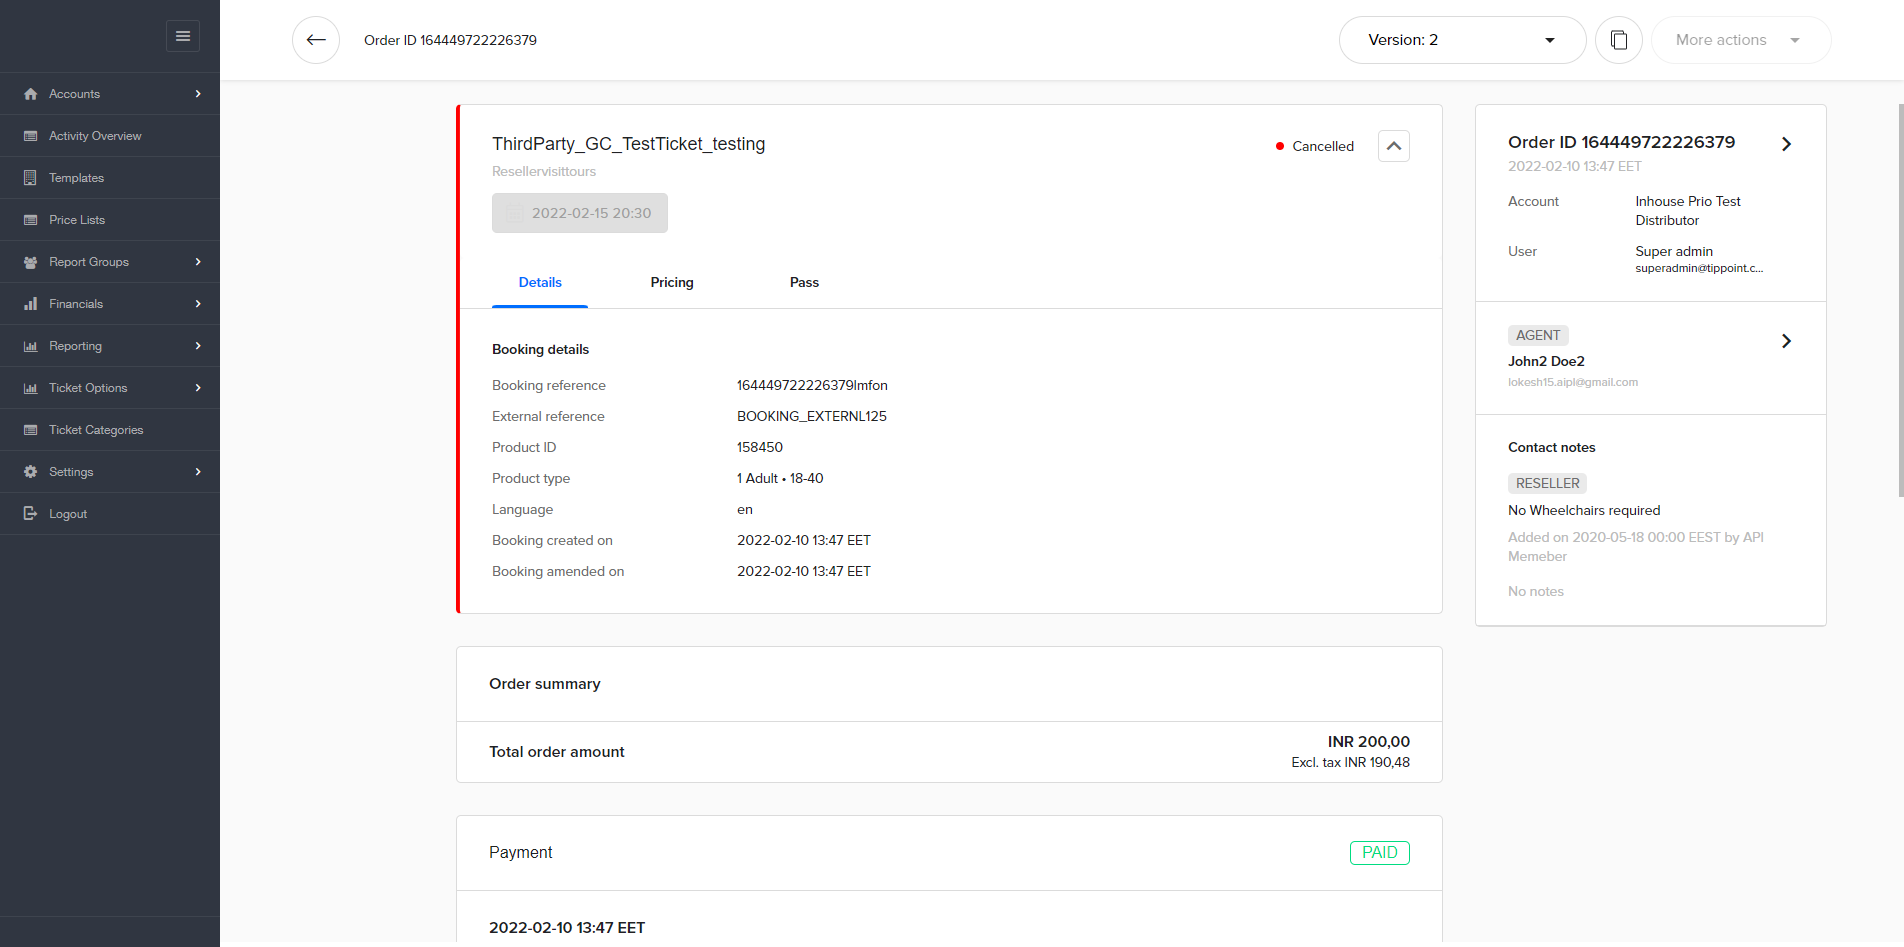 Order ID 164449722226379
Version: 2
More actions
Accounts
Activity Overview
Templates
Price Lists
Report Groups
Financials
Reporting
Ticket Options
Ticket Categories
Settings
Logout
ThirdParty_GC_TestTicket_testing
Cancelled
Resellervisittours
2022-02-15 20:30
Details Pricing Pass
Booking details
Booking reference 164449722226379lmfon
External reference BOOKING_EXTERNL125
Product ID 158450
Product type 1 Adult • 18-40
Language en
Booking created on 2022-02-10 13:47 EET
Booking amended on 2022-02-10 13:47 EET
Order summary
Total order amount INR 200,00
Excl. tax INR 190,48
Payment PAID
2022-02-10 13:47 EET
Order ID 164449722226379
2022-02-10 13:47 EET
Account Inhouse Prio Test
Distributor
User Super admin
superadmin@tippoint.c...
AGENT
John2 Doe2
lokesh15.aipl@gmail.com
Contact notes
RESELLER
No Wheelchairs required
Added on 2020-05-18 00:00 EEST by API
Memeber
No notes